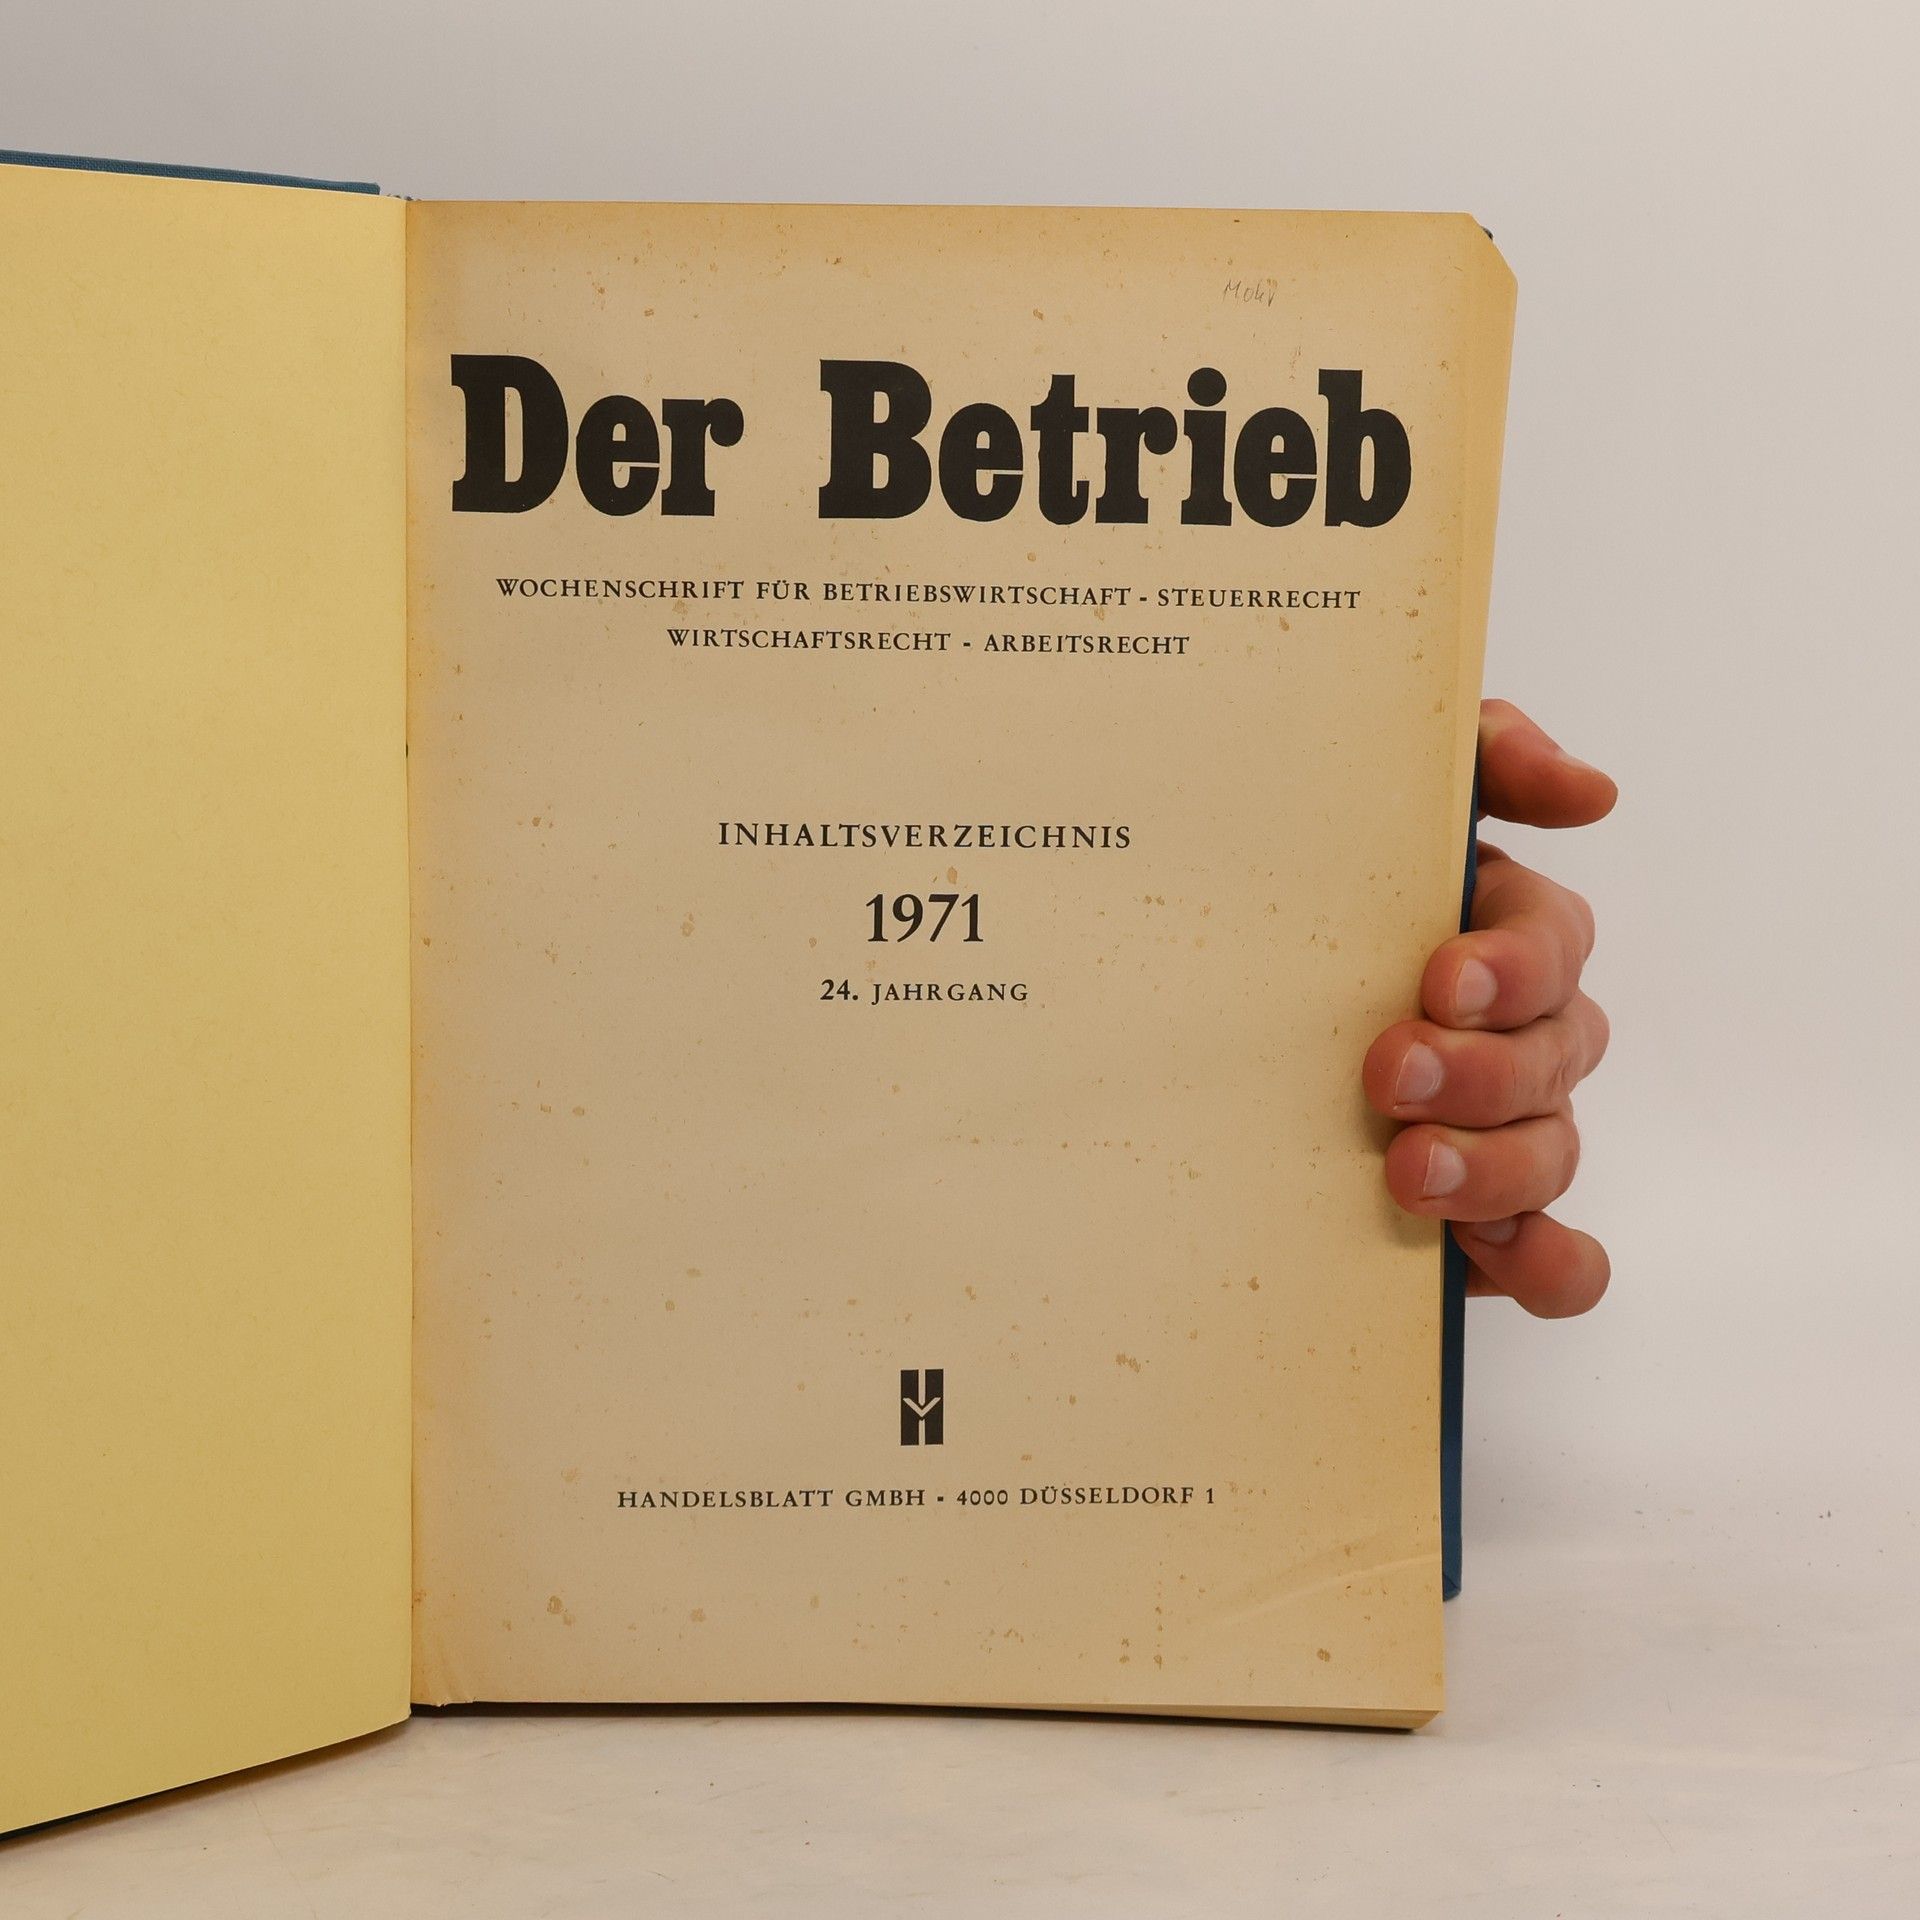 Der Betrieb
WOCHENSCHRIFT FÜR BETRIEBSWIRTSCHAFT - STEUERRECHT
WIRTSCHAFTSRECHT - ARBEITSRECHT
INHALTSVERZEICHNIS
1971
24. JAHRGANG
HANDELSBLATT GMBH - 4000 DÜSSELDORF 1